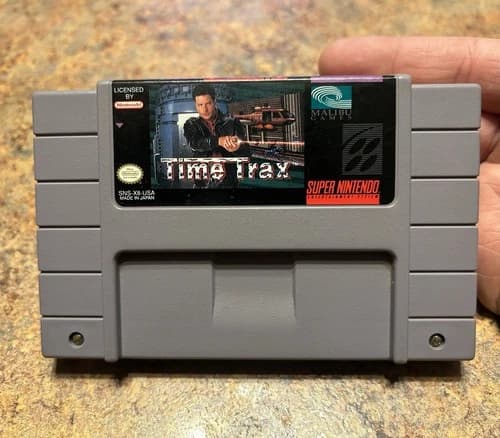 LICENSED
BY
Nintendo
MALIBU
GAMES
Time Trax
SNS-X8-USA
MADE IN JAPAN
SUPER NINTENDO
ENTERTAINMENT SYSTEM